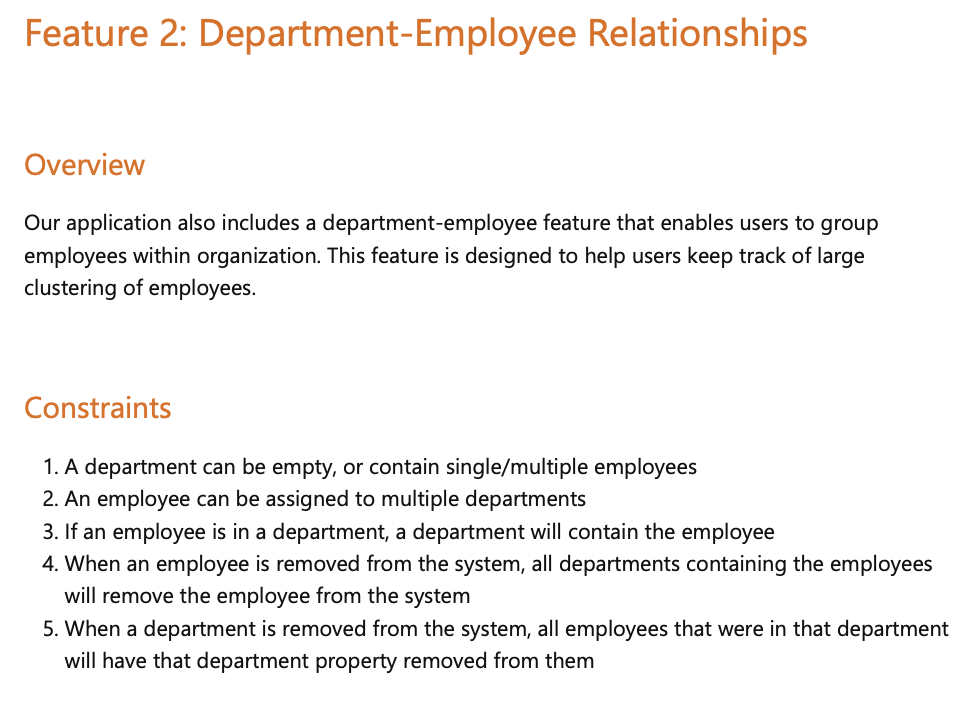 Feature 2: Department-Employee Relationships
Overview
Our application also includes a department-employee feature that enables users to group
employees within organization. This feature is designed to help users keep track of large
clustering of employees.
Constraints
1. A department can be empty, or contain single/multiple employees
2. An employee can be assigned to multiple departments
3. If an employee is in a department, a department will contain the employee
4. When an employee is removed from the system, all departments containing the employees
will remove the employee from the system
5. When a department is removed from the system, all employees that were in that department
will have that department property removed from them